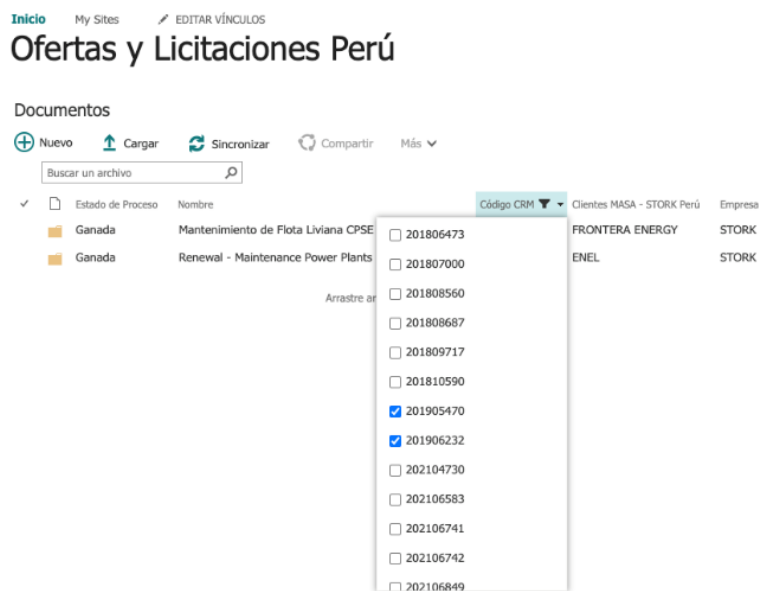 Inicio My Sites EDITAR VÍNCULOS
Ofertas y Licitaciones Perú
Documentos
Nuevo Cargar Sincronizar Compartir Más
Buscar un archivo
Estado de Proceso Nombre Código CRM Clientes MASA - STORK Perú Empresa
Ganada Mantenimiento de Flota Liviana CPSE FRONTERA ENERGY STORK
Ganada Renewal - Maintenance Power Plants ENEL STORK
Arrastre ar
201806473
201807000
201808560
201808687
201809717
201810590
201905470
201906232
202104730
202106583
202106741
202106742
202106849